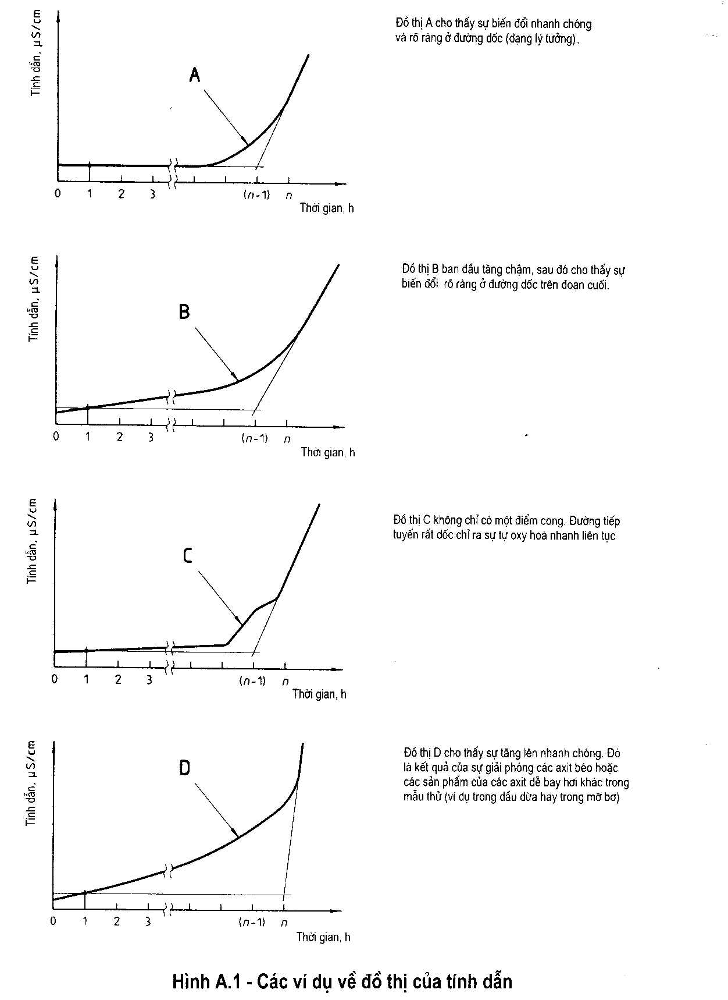 Tính dẫn, µS/cm
A
Đồ thị A cho thấy sự biến đổi nhanh chóng
và rõ ràng ở đường dốc (dạng lý tưởng).
0 1 2 3 (n-1) n
Thời gian, h
Tính dẫn, µS/cm
B
Đồ thị B ban đầu tăng chậm, sau đó cho thấy sự
biến đổi rõ ràng ở đường dốc trên đoạn cuối.
0 1 2 3 (n-1) n
Thời gian, h
Tính dẫn, µS/cm
C
Đồ thị C không chỉ có một điểm cong. Đường tiếp
tuyến rất dốc chỉ ra sự tự oxy hoá nhanh liên tục
0 1 2 3 (n-1) n
Thời gian, h
Tính dẫn, µS/cm
D
Đồ thị D cho thấy sự tăng lên nhanh chóng. Đó
là kết quả của sự giải phóng các axit béo hoặc
các sản phẩm của các axit dễ bay hơi khác trong
mẫu thử (ví dụ trong dầu dừa hay trong mỡ bơ)
0 1 2 3 (n-1) n
Thời gian, h
Hình A.1 - Các ví dụ về đồ thị của tính dẫn